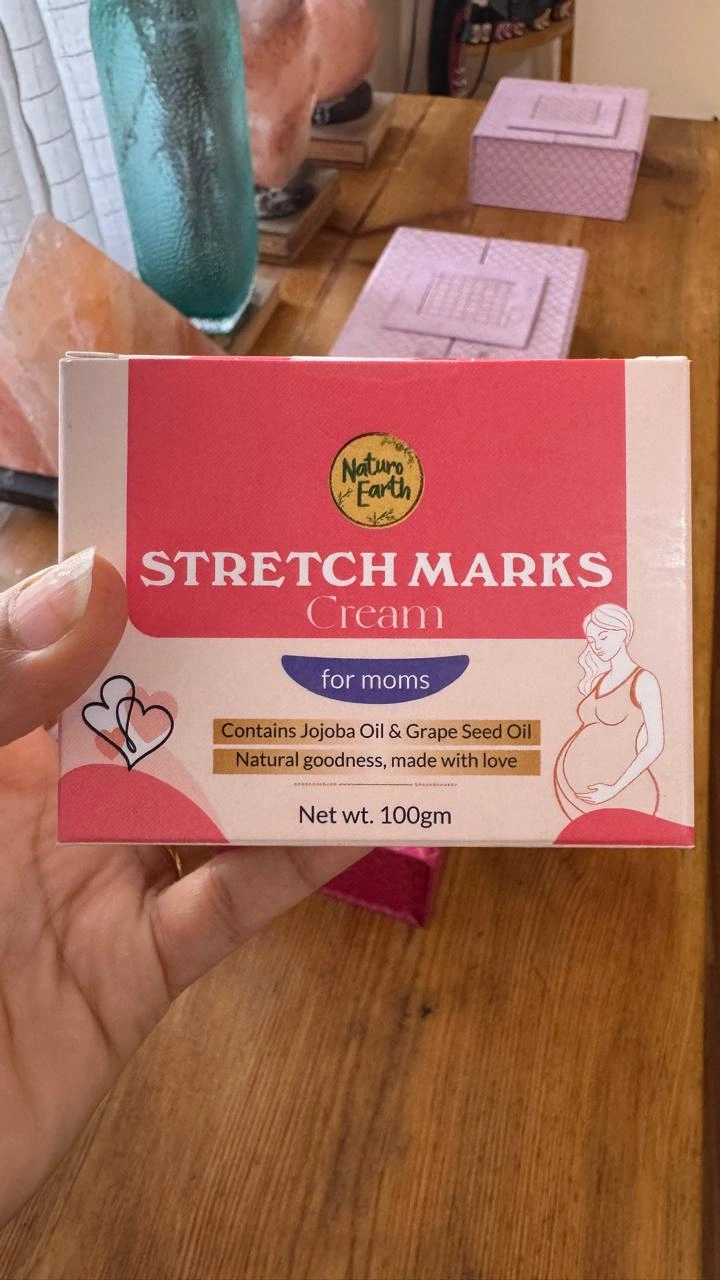 Naturo
Earth
STRETCH MARKS
Cream
for moms
Contains Jojoba Oil & Grape Seed Oil
Natural goodness, made with love
Net wt. 100gm